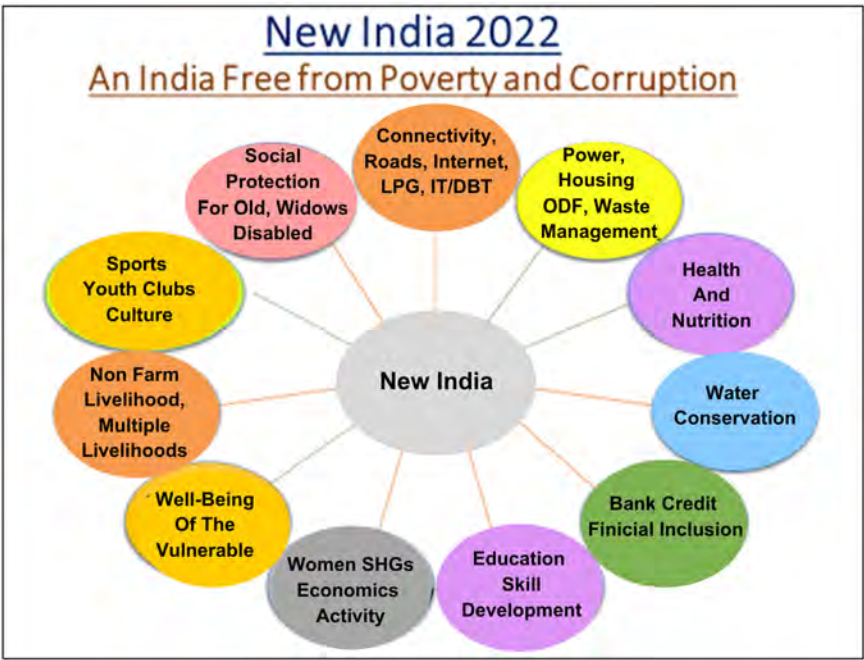 New India 2022
An India Free from Poverty and Corruption
Connectivity,
Roads, Internet,
LPG, IT/DBT
Power,
Housing
ODF, Waste
Management
Health
And
Nutrition
Water
Conservation
Bank Credit
Finicial Inclusion
Education
Skill
Development
Women SHGs
Economics
Activity
Well-Being
Of The
Vulnerable
Non Farm
Livelihood,
Multiple
Livelihoods
Sports
Youth Clubs
Culture
Social
Protection
For Old, Widows
Disabled
New India